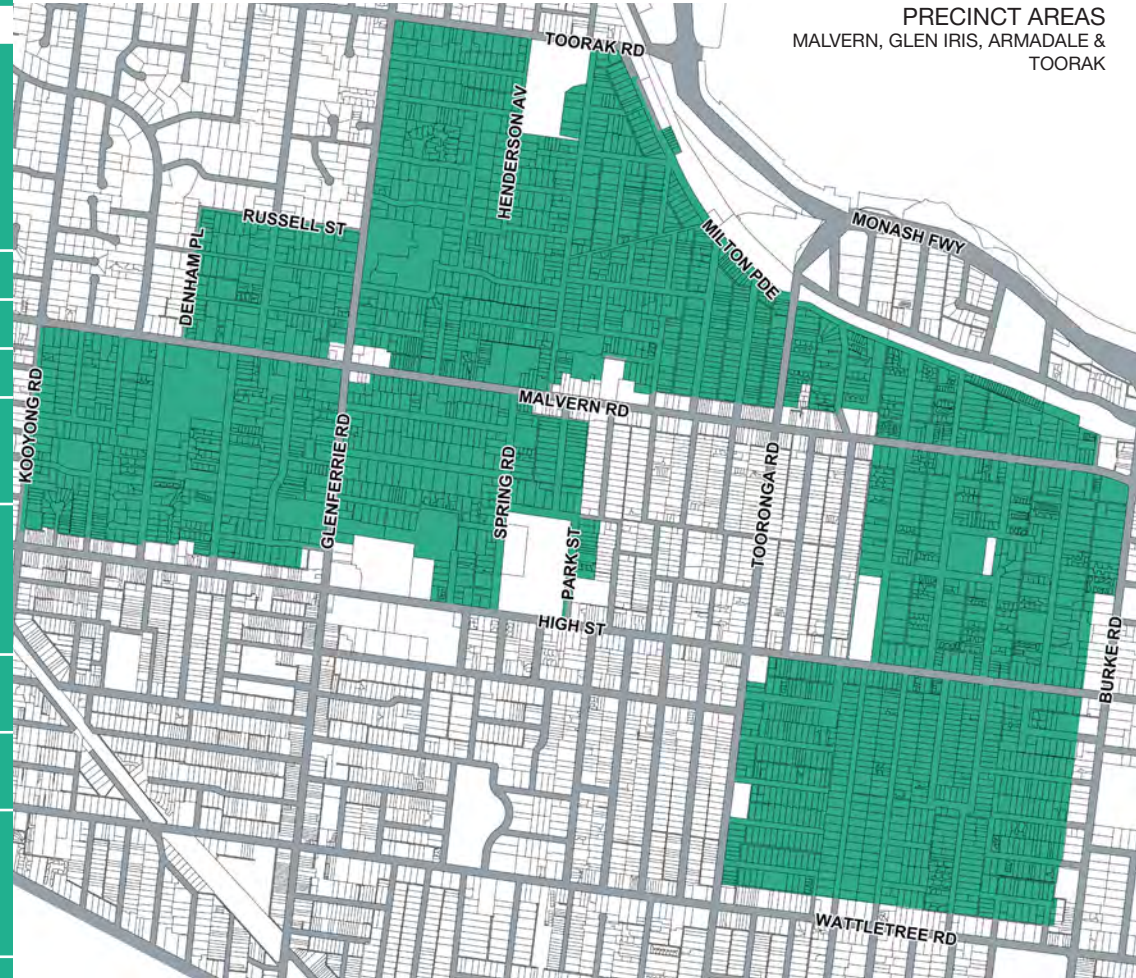 PRECINCT AREAS
MALVERN, GLEN IRIS, ARMADALE &
TOORAK
TOORAK RD
HENDERSON AV
RUSSELL ST
DENHAM PL
MILTON PDE
MONASH FWY
KOOYONG RD
GLENFERRIE RD
MALVERN RD
SPRING RD
PARK ST
TOORONGA RD
HIGH ST
BURKE RD
WATTLETREE RD